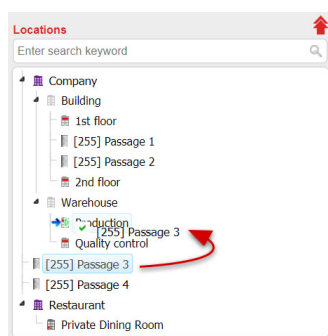 Locations
Enter search keyword
Company
Building
1st floor
[255] Passage 1
[255] Passage 2
2nd floor
Warehouse
Production
[255] Passage 3
Quality control
[255] Passage 3
[255] Passage 4
Restaurant
Private Dining Room